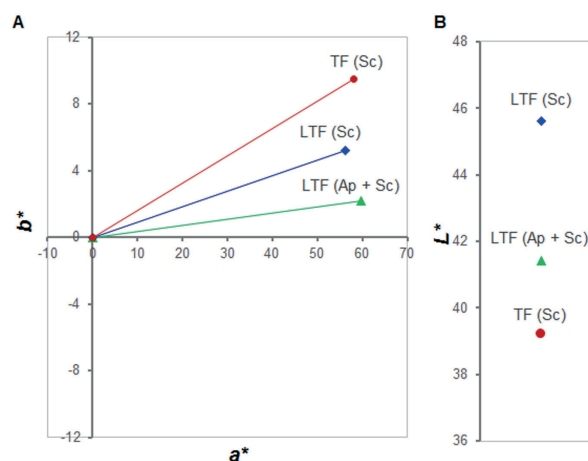 A
12
8
4
0
-4
-8
-12
b*
-10
0
10
20
30
40
50
60
70
a*
TF (Sc)
LTF (Sc)
LTF (Ap + Sc)
B
48
46
44
42
40
38
36
L*
LTF (Sc)
LTF (Ap + Sc)
TF (Sc)